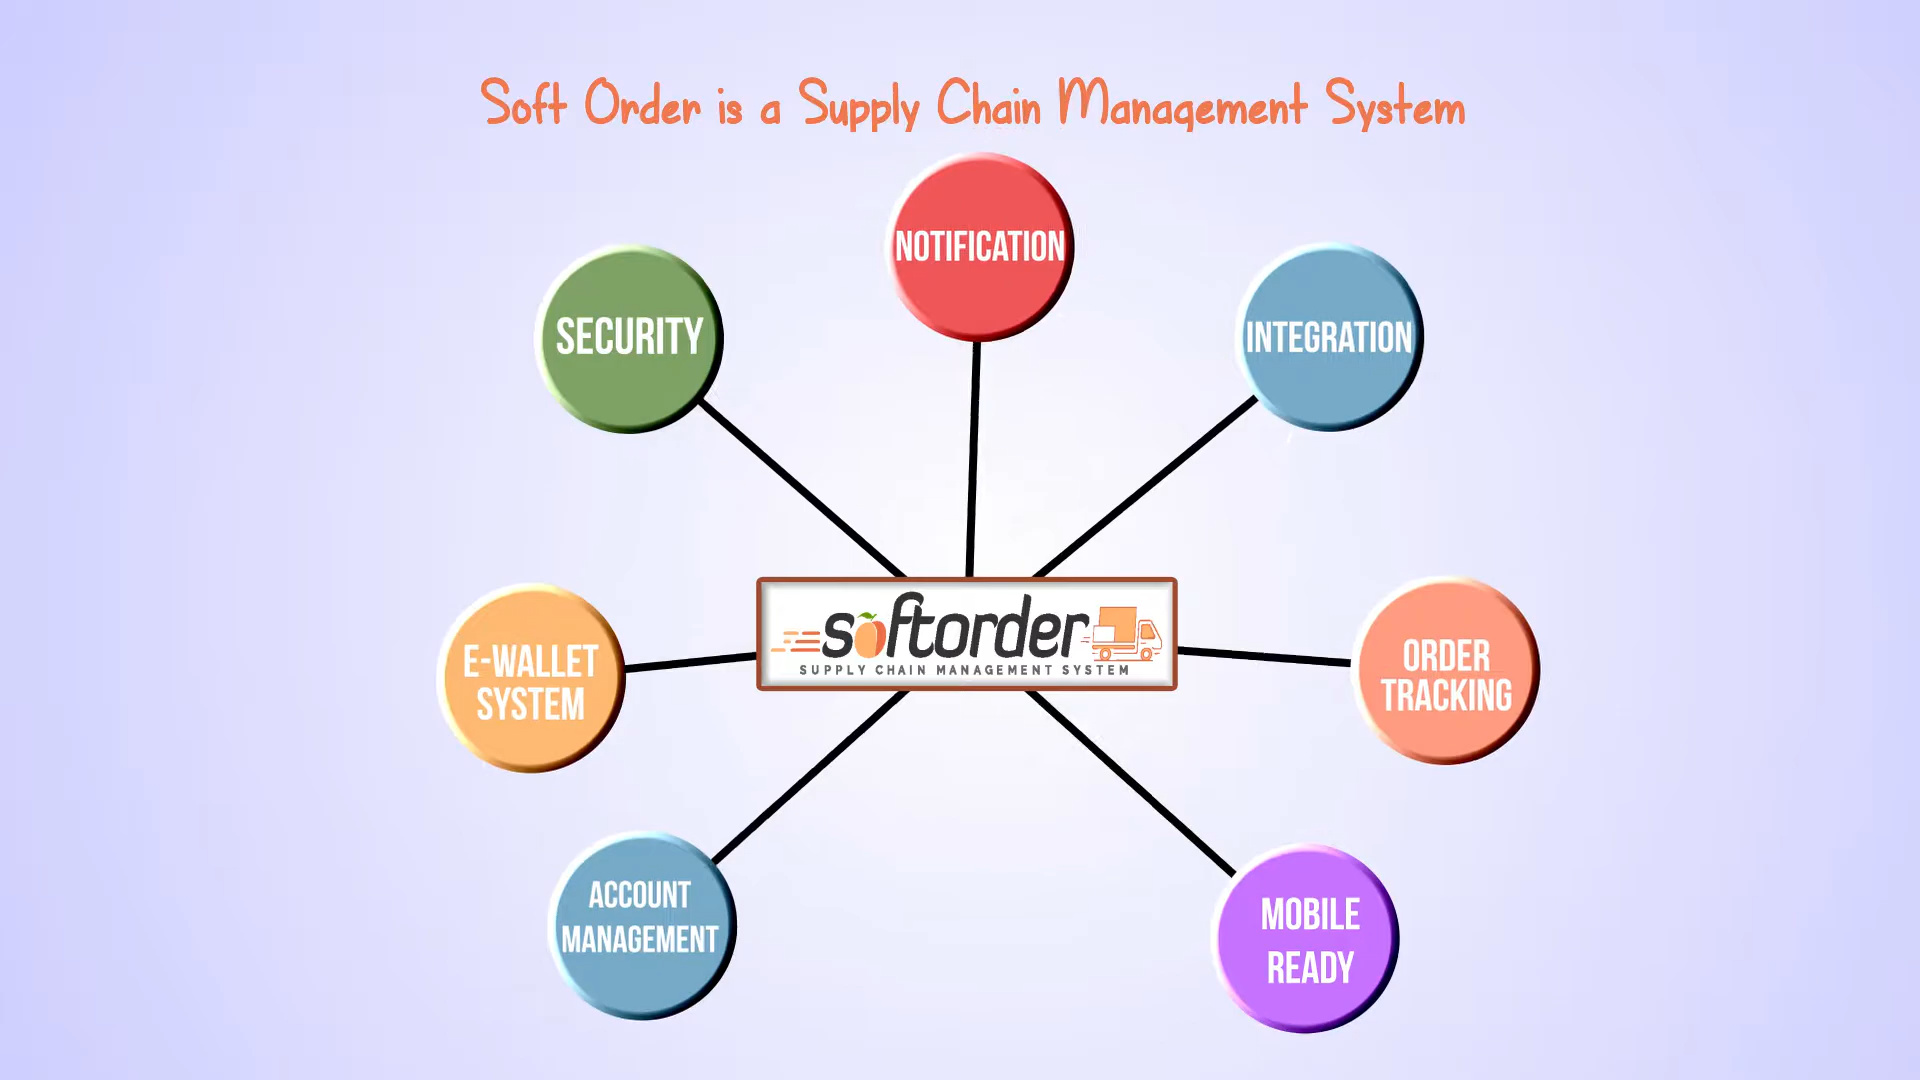 Soft Order is a Supply Chain Management System
NOTIFICATION
SECURITY
INTEGRATION
softorder
SUPPLY CHAIN MANAGEMENT SYSTEM
E-WALLET
SYSTEM
ORDER
TRACKING
ACCOUNT
MANAGEMENT
MOBILE
READY